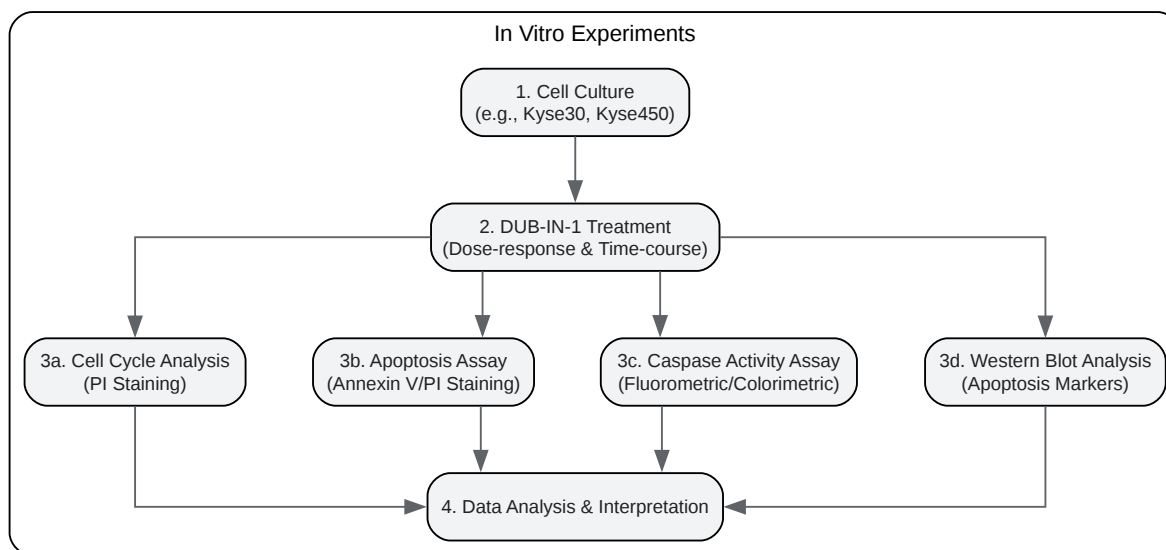 In Vitro Experiments
1. Cell Culture
(e.g., Kyse30, Kyse450)
2. DUB-IN-1 Treatment
(Dose-response & Time-course)
3a. Cell Cycle Analysis
(PI Staining)
3b. Apoptosis Assay
(Annexin V/PI Staining)
3c. Caspase Activity Assay
(Fluorometric/Colorimetric)
3d. Western Blot Analysis
(Apoptosis Markers)
4. Data Analysis & Interpretation